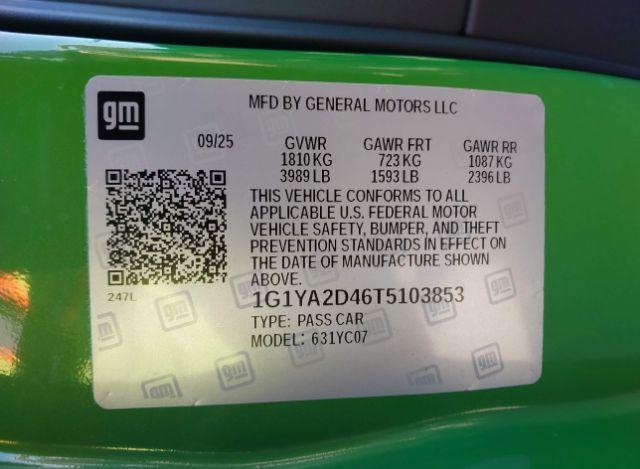 gm
MFD BY GENERAL MOTORS LLC
09/25 GVWR GAWR FRT GAWR RR
1810 KG 723 KG 1087 KG
3989 LB 1593 LB 2396 LB
THIS VEHICLE CONFORMS TO ALL
APPLICABLE U.S. FEDERAL MOTOR
VEHICLE SAFETY, BUMPER, AND THEFT
PREVENTION STANDARDS IN EFFECT ON
THE DATE OF MANUFACTURE SHOWN
ABOVE.
247L
1G1YA2D46T5103853
TYPE: PASS CAR
MODEL: 631YC07